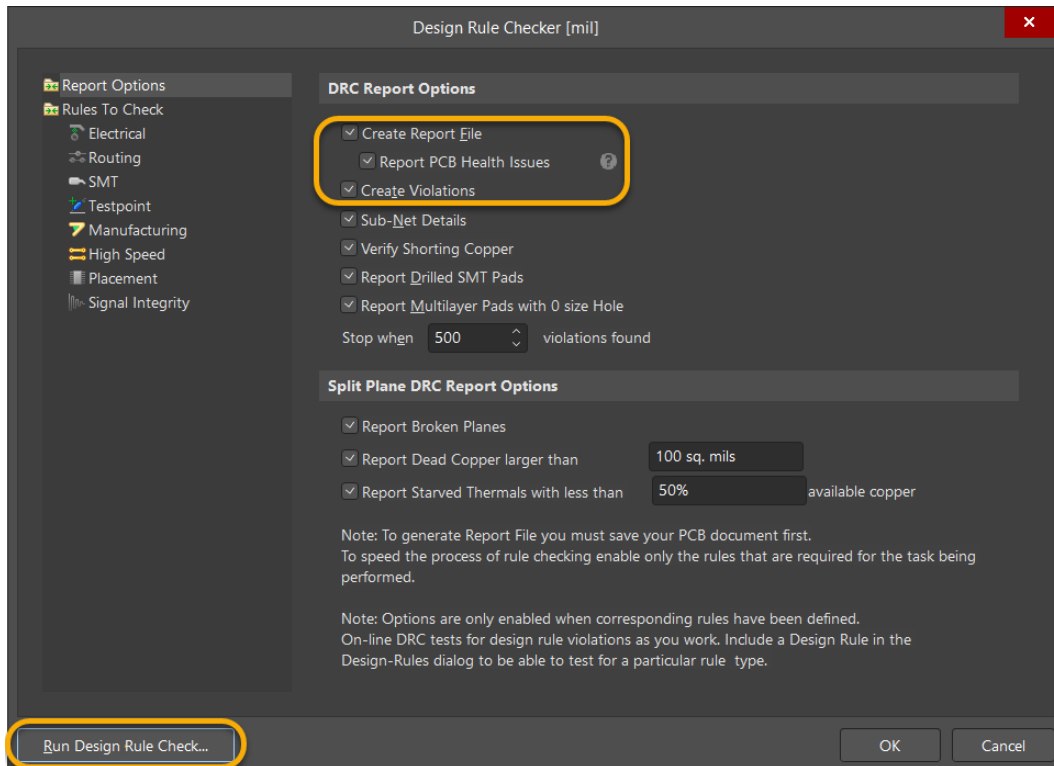 Design Rule Checker [mil]
Report Options
Rules To Check
Electrical
Routing
SMT
Testpoint
Manufacturing
High Speed
Placement
Signal Integrity
DRC Report Options
Create Report File
Report PCB Health Issues
Create Violations
Sub-Net Details
Verify Shorting Copper
Report Drilled SMT Pads
Report Multilayer Pads with 0 size Hole
Stop when 500 violations found
Split Plane DRC Report Options
Report Broken Planes
Report Dead Copper larger than 100 sq. mils
Report Starved Thermals with less than 50% available copper
Note: To generate Report File you must save your PCB document first.
To speed the process of rule checking enable only the rules that are required for the task being
performed.
Note: Options are only enabled when corresponding rules have been defined.
On-line DRC tests for design rule violations as you work. Include a Design Rule in the
Design-Rules dialog to be able to test for a particular rule type.
Run Design Rule Check...
OK
Cancel